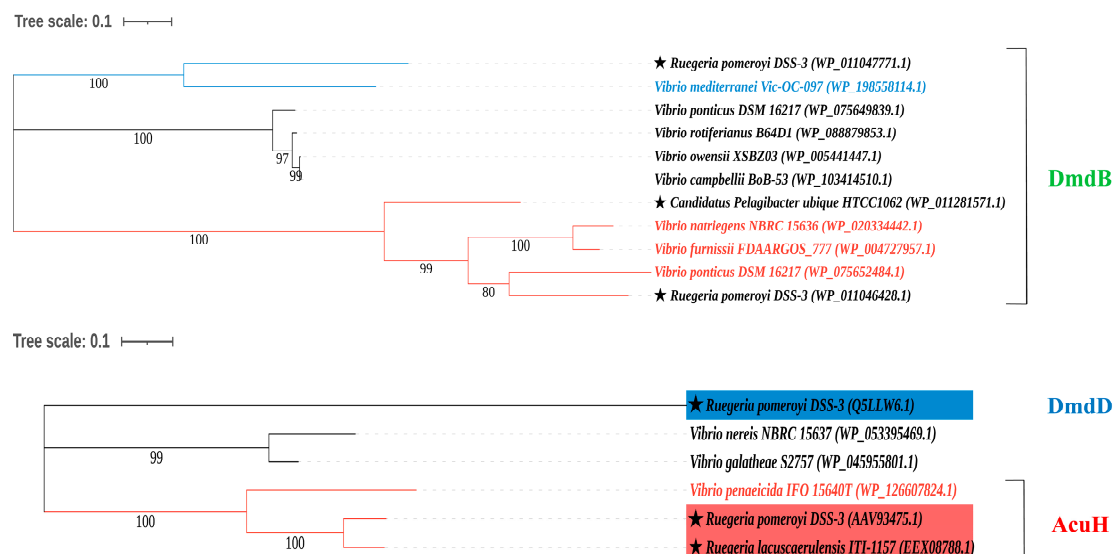 Tree scale: 0.1
★ Ruegeria pomeroyi DSS-3 (WP_011047771.1)
100
Vibrio mediterranei Vic-OC-097 (WP_198558114.1)
Vibrio ponticus DSM 16217 (WP_075649839.1)
100
Vibrio rotiferianus B64D1 (WP_088879853.1)
97
Vibrio owensii XSBZ03 (WP_005441447.1)
99
Vibrio campbellii BoB-53 (WP_103414510.1)
DmdB
★ Candidatus Pelagibacter ubique HTCC1062 (WP_011281571.1)
Vibrio natriegens NBRC 15636 (WP_020334442.1)
100
100
Vibrio furnissii FDAARGOS_777 (WP_004727957.1)
99
Vibrio ponticus DSM 16217 (WP_075652484.1)
80
★ Ruegeria pomeroyi DSS-3 (WP_011046428.1)
Tree scale: 0.1
★ Ruegeria pomeroyi DSS-3 (Q5LLW6.1)
DmdD
Vibrio nereis NBRC 15637 (WP_053395469.1)
99
Vibrio galatheae S2757 (WP_045955801.1)
Vibrio penaeicida IFO 15640T (WP_126607824.1)
100
★ Ruegeria pomeroyi DSS-3 (AAV93475.1)
AcuH
100
★ Ruegeria lacuscaerulensis ITI-1157 (EEX08788.1)